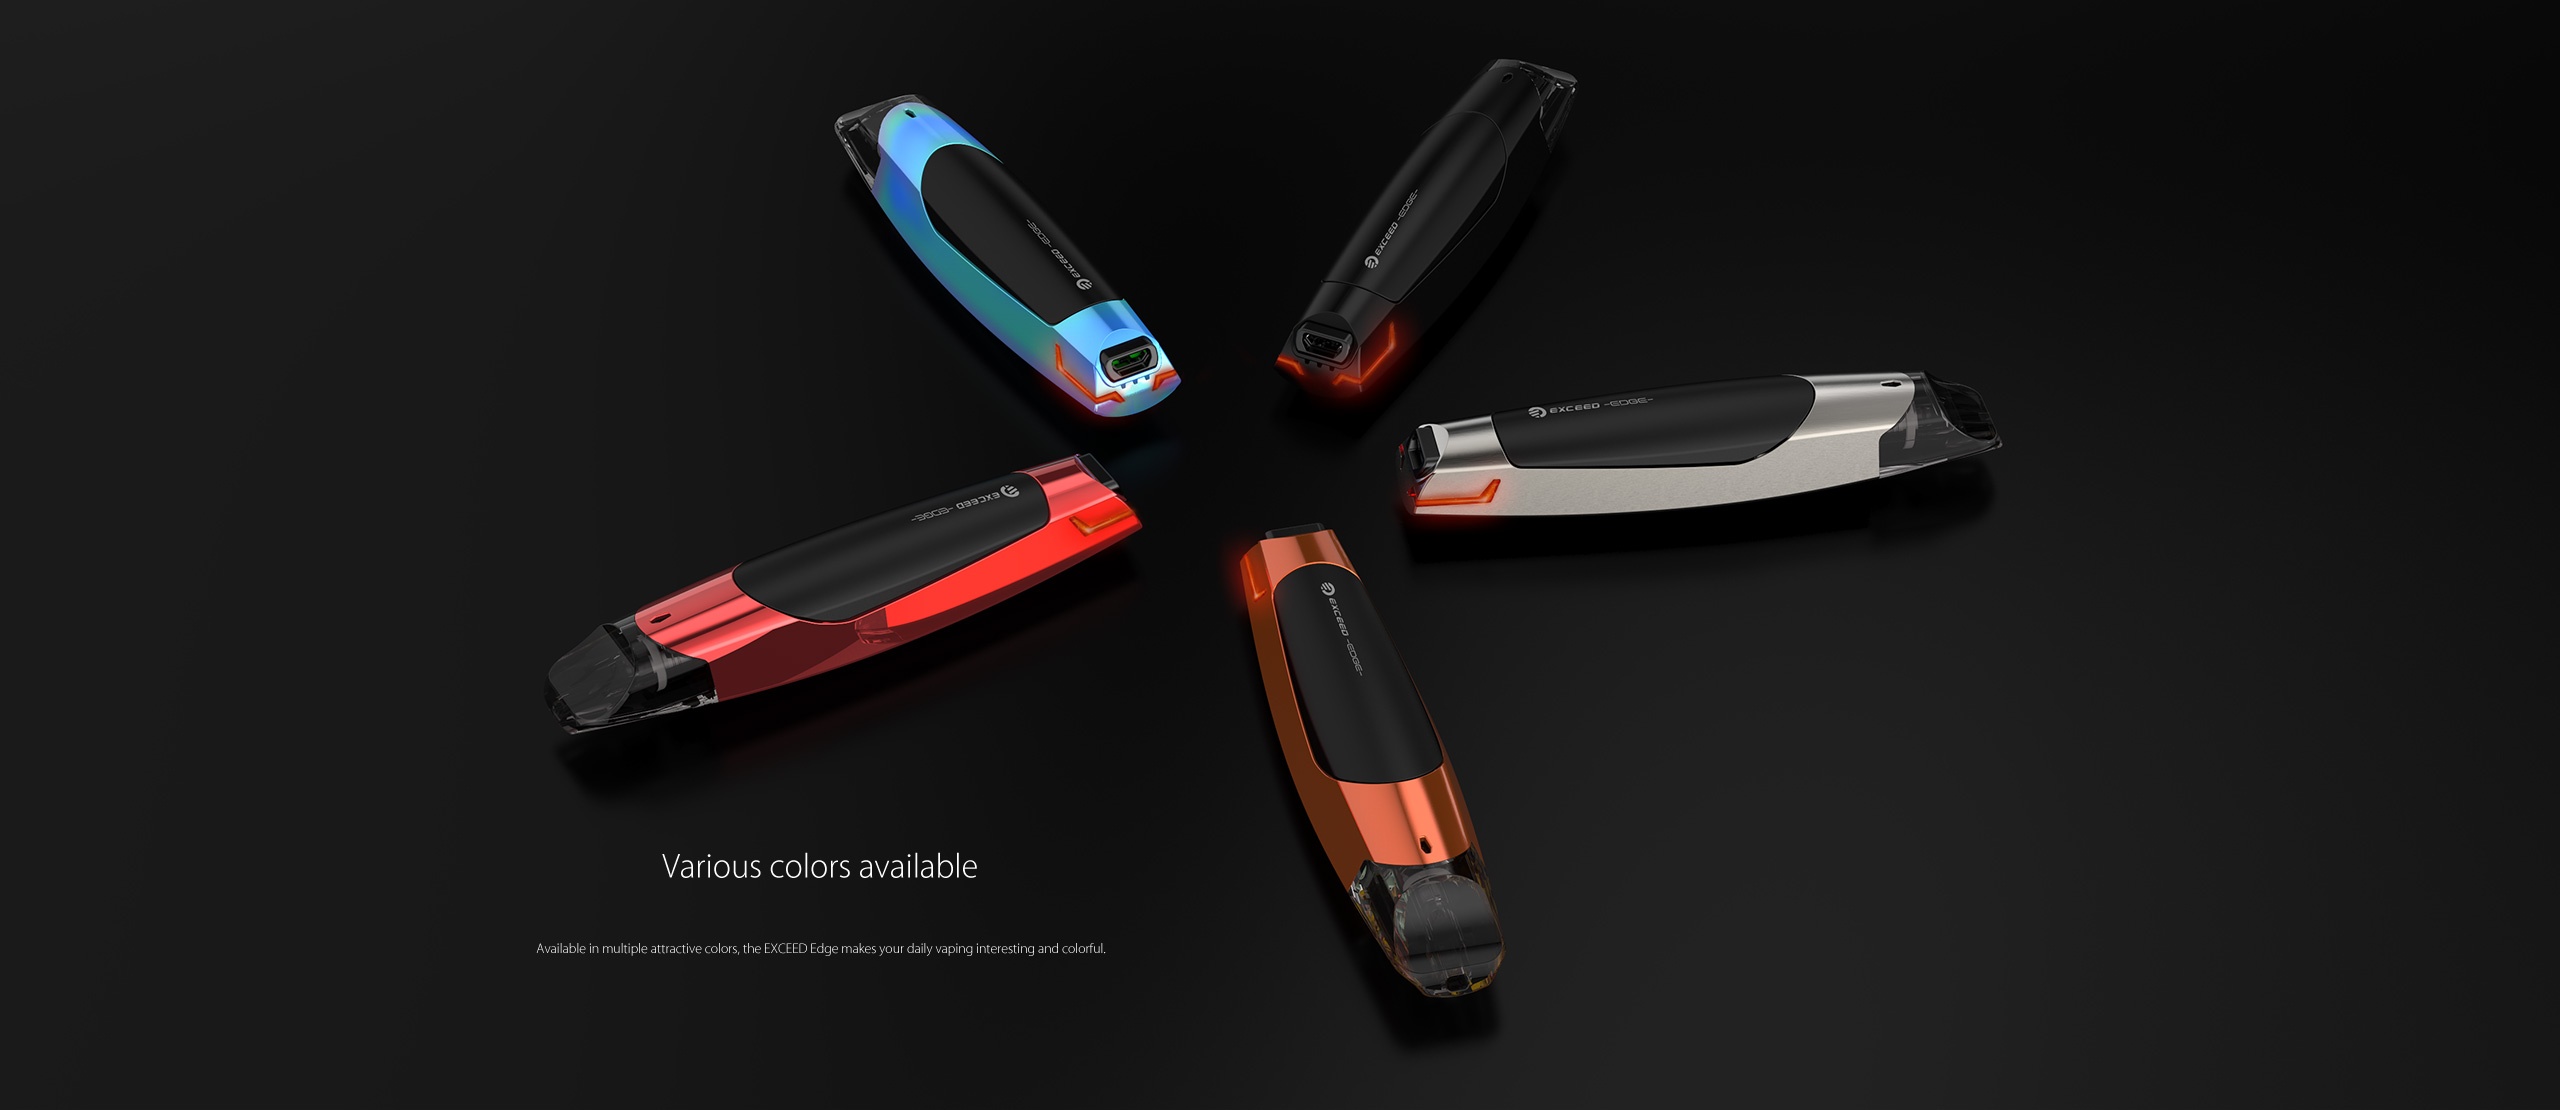 EXCEED -EDGE-
EXCEED -EDGE-
EXCEED -EDGE-
EXCEED -EDGE-
EXCEED -EDGE-
Various colors available
Available in multiple attractive colors, the EXCEED Edge makes your daily vaping interesting and colorful.